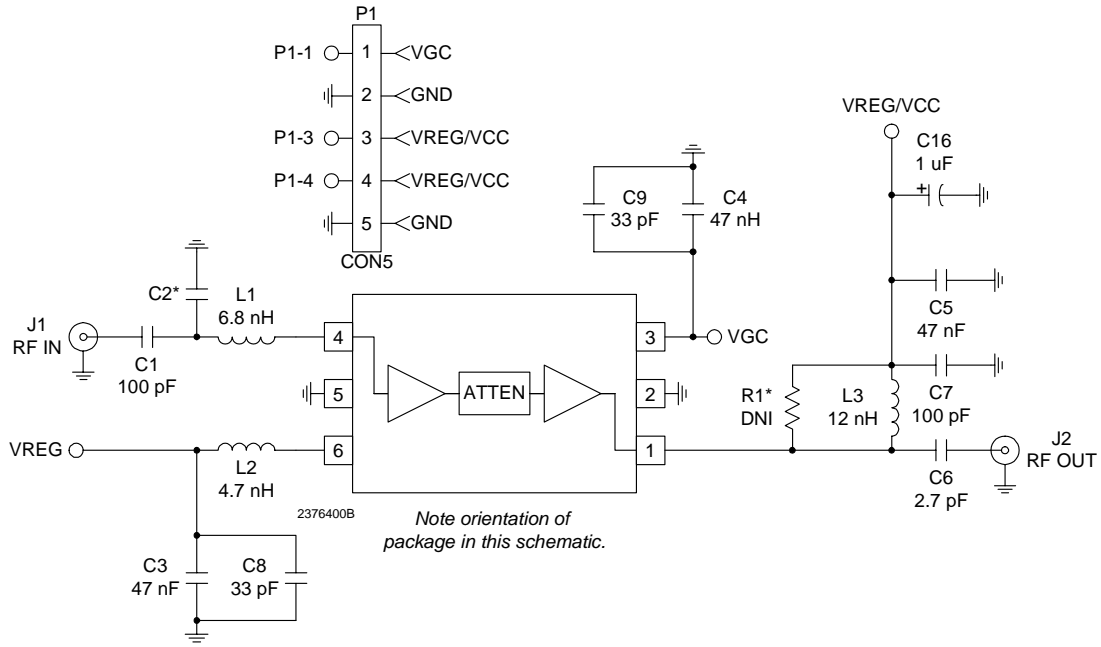 P1
P1-1 1 VGC
2 GND
P1-3 3 VREG/VCC
P1-4 4 VREG/VCC
5 GND
CON5
VREG/VCC
C16
1 uF
+
C9
33 pF
C4
47 nH
C5
47 nF
J1
RF IN
C1
100 pF
C2*
L1
6.8 nH
4
5
6
ATTEN
3
2
1
VGC
R1*
DNI
L3
12 nH
C7
100 pF
C6
2.7 pF
J2
RF OUT
VREG
L2
4.7 nH
2376400B
Note orientation of
package in this schematic.
C3
47 nF
C8
33 pF